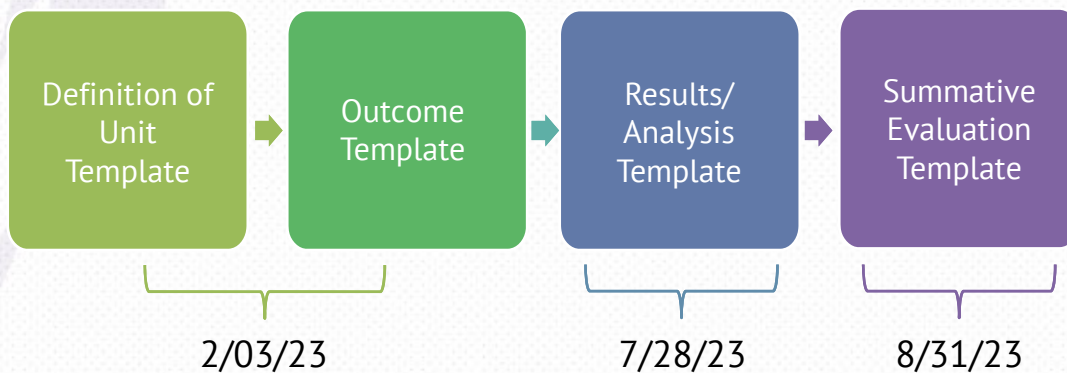 Definition of
Unit
Template
Outcome
Template
Results/
Analysis
Template
Summative
Evaluation
Template
2/03/23
7/28/23
8/31/23